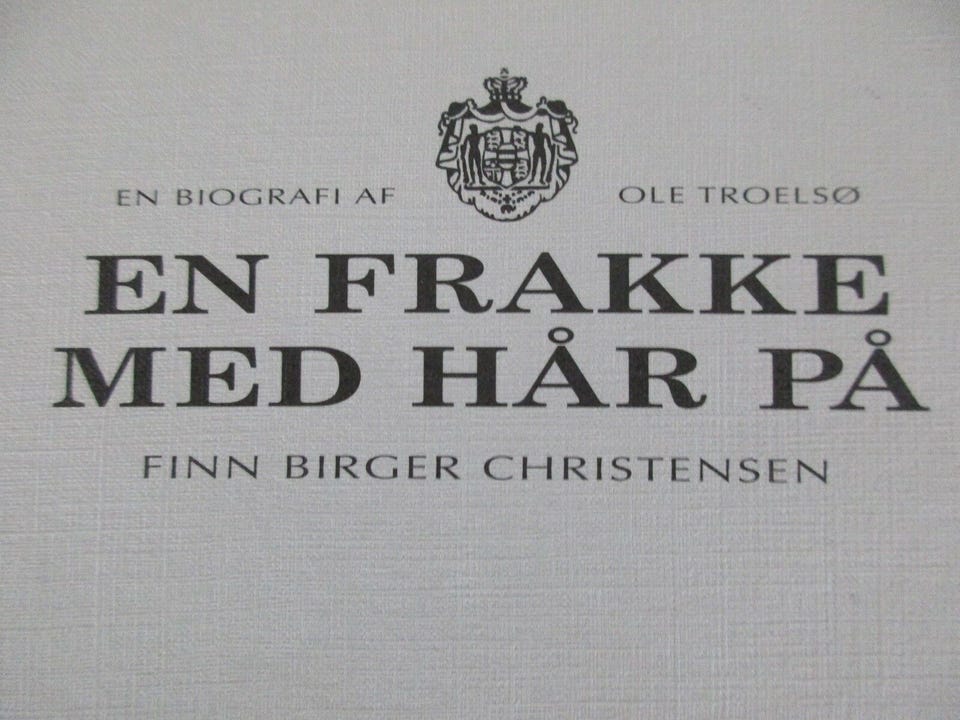 EN BIOGRAFI AF OLE TROELSØ
EN FRAKKE
MED HÅR PÅ
FINN BIRGER CHRISTENSEN